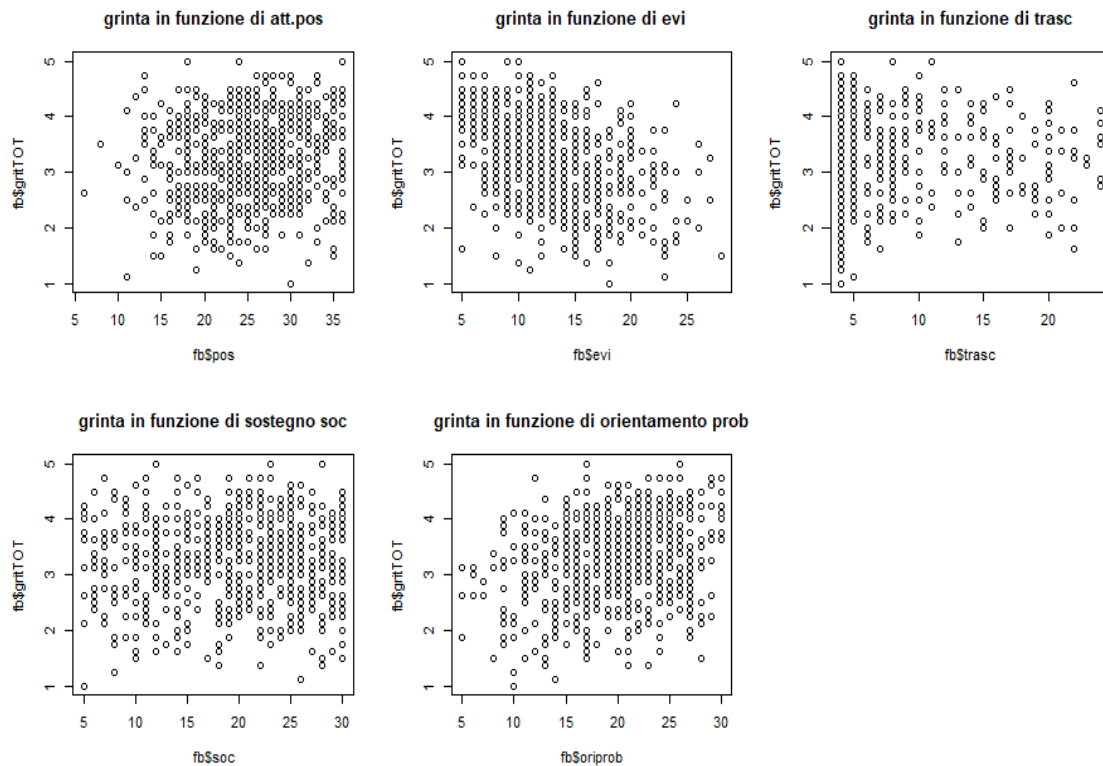 grinta in funzione di att.pos
fb$gritTOT
5
4
3
2
1
5 10 15 20 25 30 35
fb$pos
grinta in funzione di evi
fb$gritTOT
5
4
3
2
1
5 10 15 20 25
fb$evi
grinta in funzione di trasc
fb$gritTOT
5
4
3
2
1
5 10 15 20
fb$trasc
grinta in funzione di sostegno soc
fb$gritTOT
5
4
3
2
1
5 10 15 20 25 30
fb$soc
grinta in funzione di orientamento prob
fb$gritTOT
5
4
3
2
1
5 10 15 20 25 30
fb$oriprob